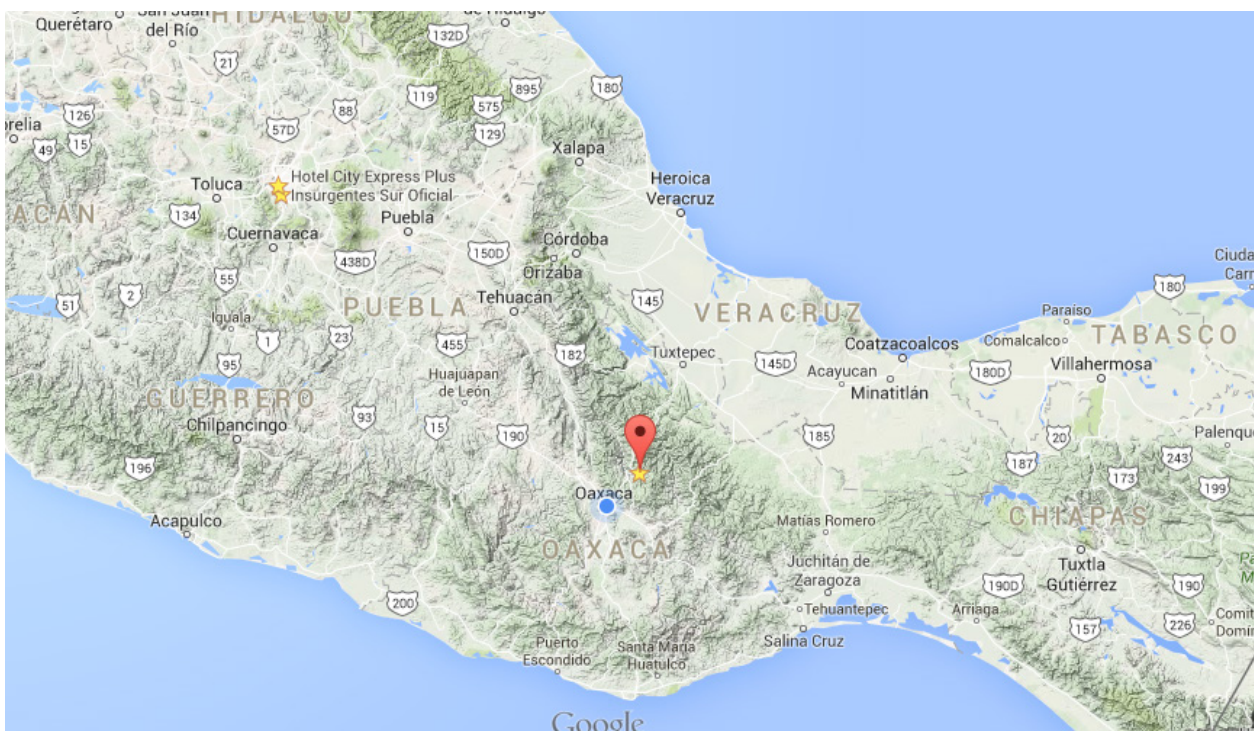 Querétaro
San Juan
del Río
HIDALGO
de Hidalgo
132D
21
180
895
119
575
88
126
129
57D
relia
49
15
Xalapa
Hotel City Express Plus
Insurgentes Sur Oficial
Toluca
Heroica
Veracruz
ACÁN
134
Puebla
Cuernavaca
Córdoba
150D
438D
Orizaba
Ciuda
Carr
55
2
180
51
Tehuacán
145
PUEBLA
VERACRUZ
Iguala
Paraíso
TABASCO
1
23
455
182
Tuxtepec
Coatzacoalcos
Comalcalco
95
145D
Acayucan
180D
Villahermosa
Huajuapan
de León
Minatitlán
GUERRERO
93
15
190
Chilpancingo
185
20
Palenque
196
187
243
173
199
Oaxaca
Acapulco
Matías Romero
CHIAPAS
OAXACA
Juchitán de
Zaragoza
Tuxtla
Gutiérrez
190D
190
200
Tehuantepec
Arriaga
Comit
Domin
157
226
Puerto
Escondido
Santa María
Huatulco
Salina Cruz
Google